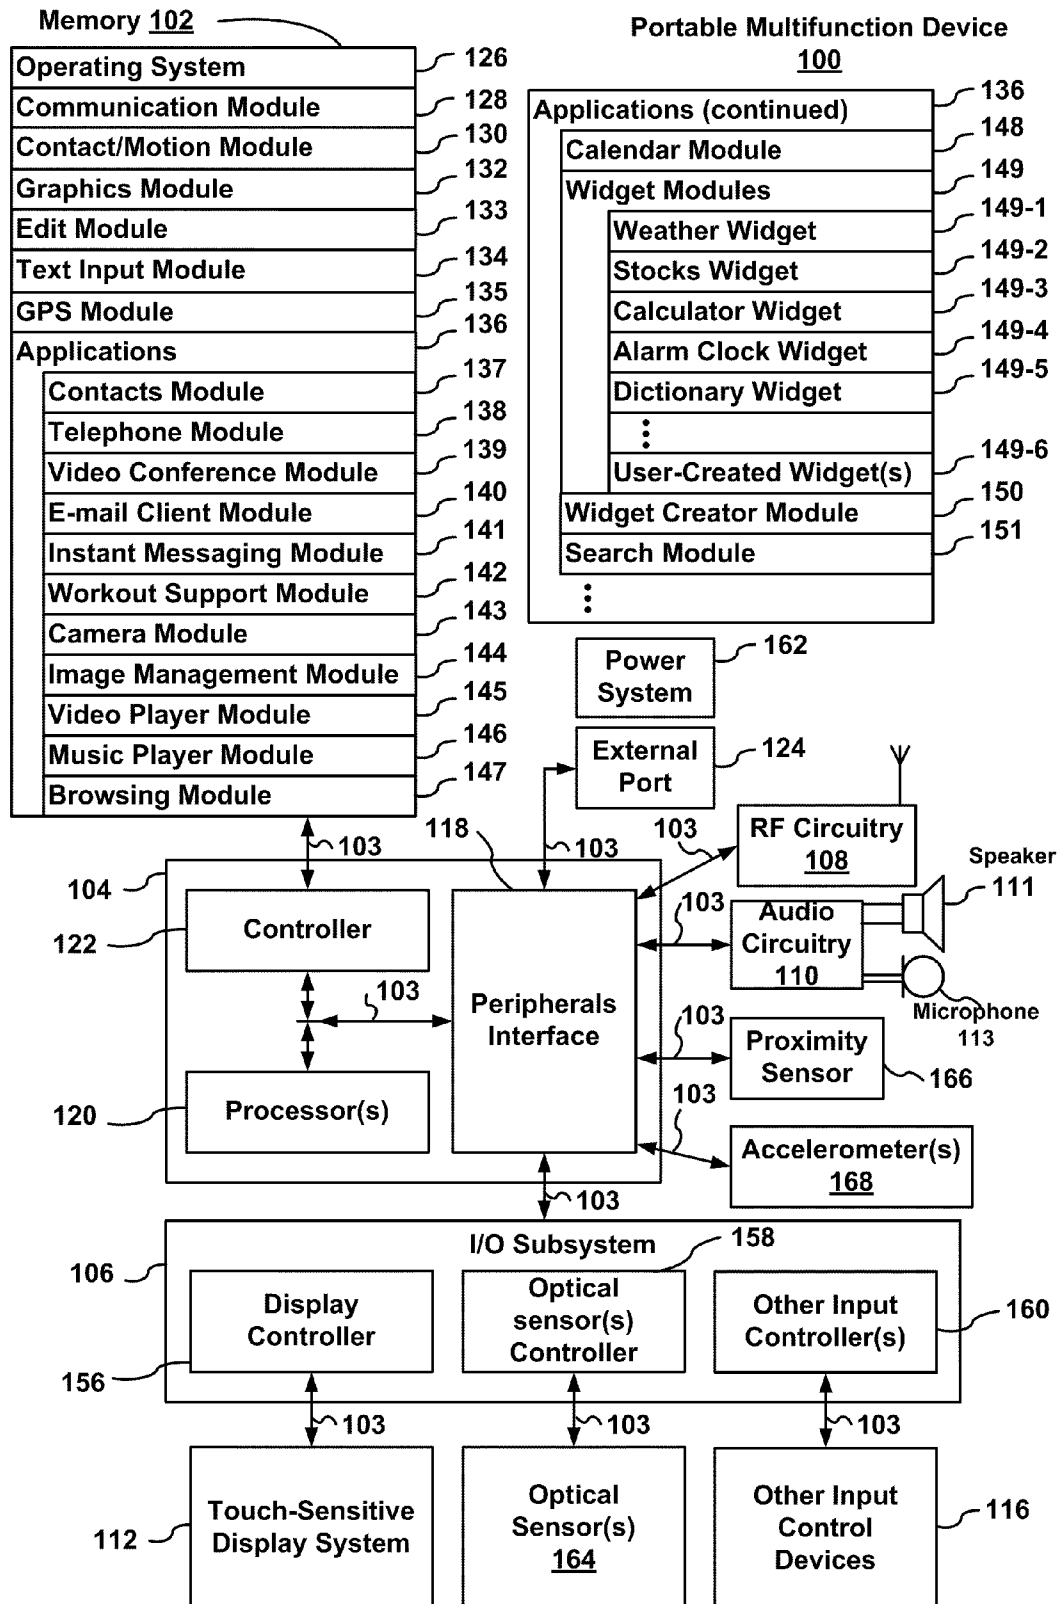 Memory 102
Operating System 126
Communication Module 128
Contact/Motion Module 130
Graphics Module 132
Edit Module 133
Text Input Module 134
GPS Module 135
Applications 136
Contacts Module 137
Telephone Module 138
Video Conference Module 139
E-mail Client Module 140
Instant Messaging Module 141
Workout Support Module 142
Camera Module 143
Image Management Module 144
Video Player Module 145
Music Player Module 146
Browsing Module 147
Portable Multifunction Device
100
Applications (continued) 136
Calendar Module 148
Widget Modules 149
Weather Widget 149-1
Stocks Widget 149-2
Calculator Widget 149-3
Alarm Clock Widget 149-4
Dictionary Widget 149-5
User-Created Widget(s) 149-6
Widget Creator Module 150
Search Module 151
Power
System
162
External
Port
124
103
118
103
103
RF Circuitry
108
Speaker
111
104
Controller
122
103
Audio
Circuitry
110
Microphone
113
103
Peripherals
Interface
103
Proximity
Sensor
166
Processor(s)
120
103
Accelerometer(s)
168
103
I/O Subsystem
106
158
Display
Controller
156
Optical
sensor(s)
Controller
Other Input
Controller(s)
160
103
103
103
Touch-Sensitive
Display System
112
Optical
Sensor(s)
164
Other Input
Control
Devices
116